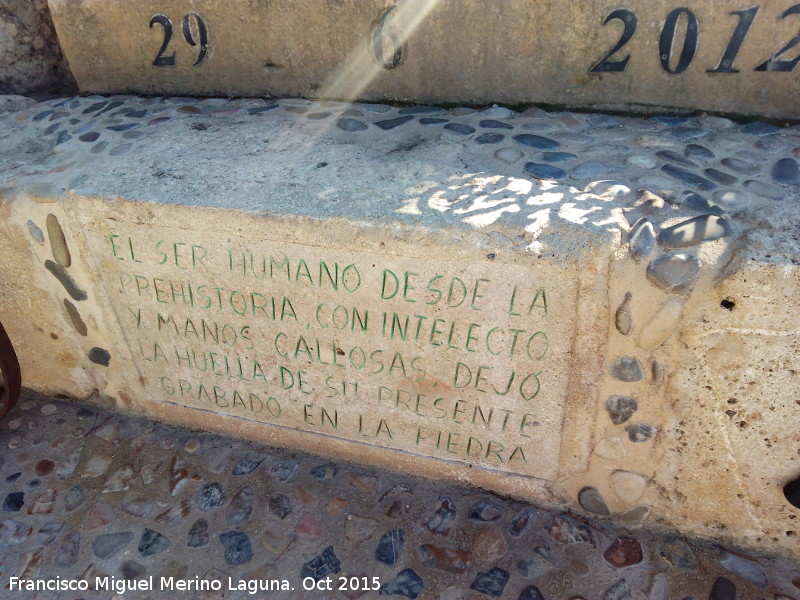 29 6 2012
EL SER HUMANO DESDE LA
PREHISTORIA, CON INTELECTO
Y MANOS CALLOSAS, DEJÓ
LA HUELLA DE SU PRESENTE
GRABADO EN LA PIEDRA
Francisco Miguel Merino Laguna. Oct 2015